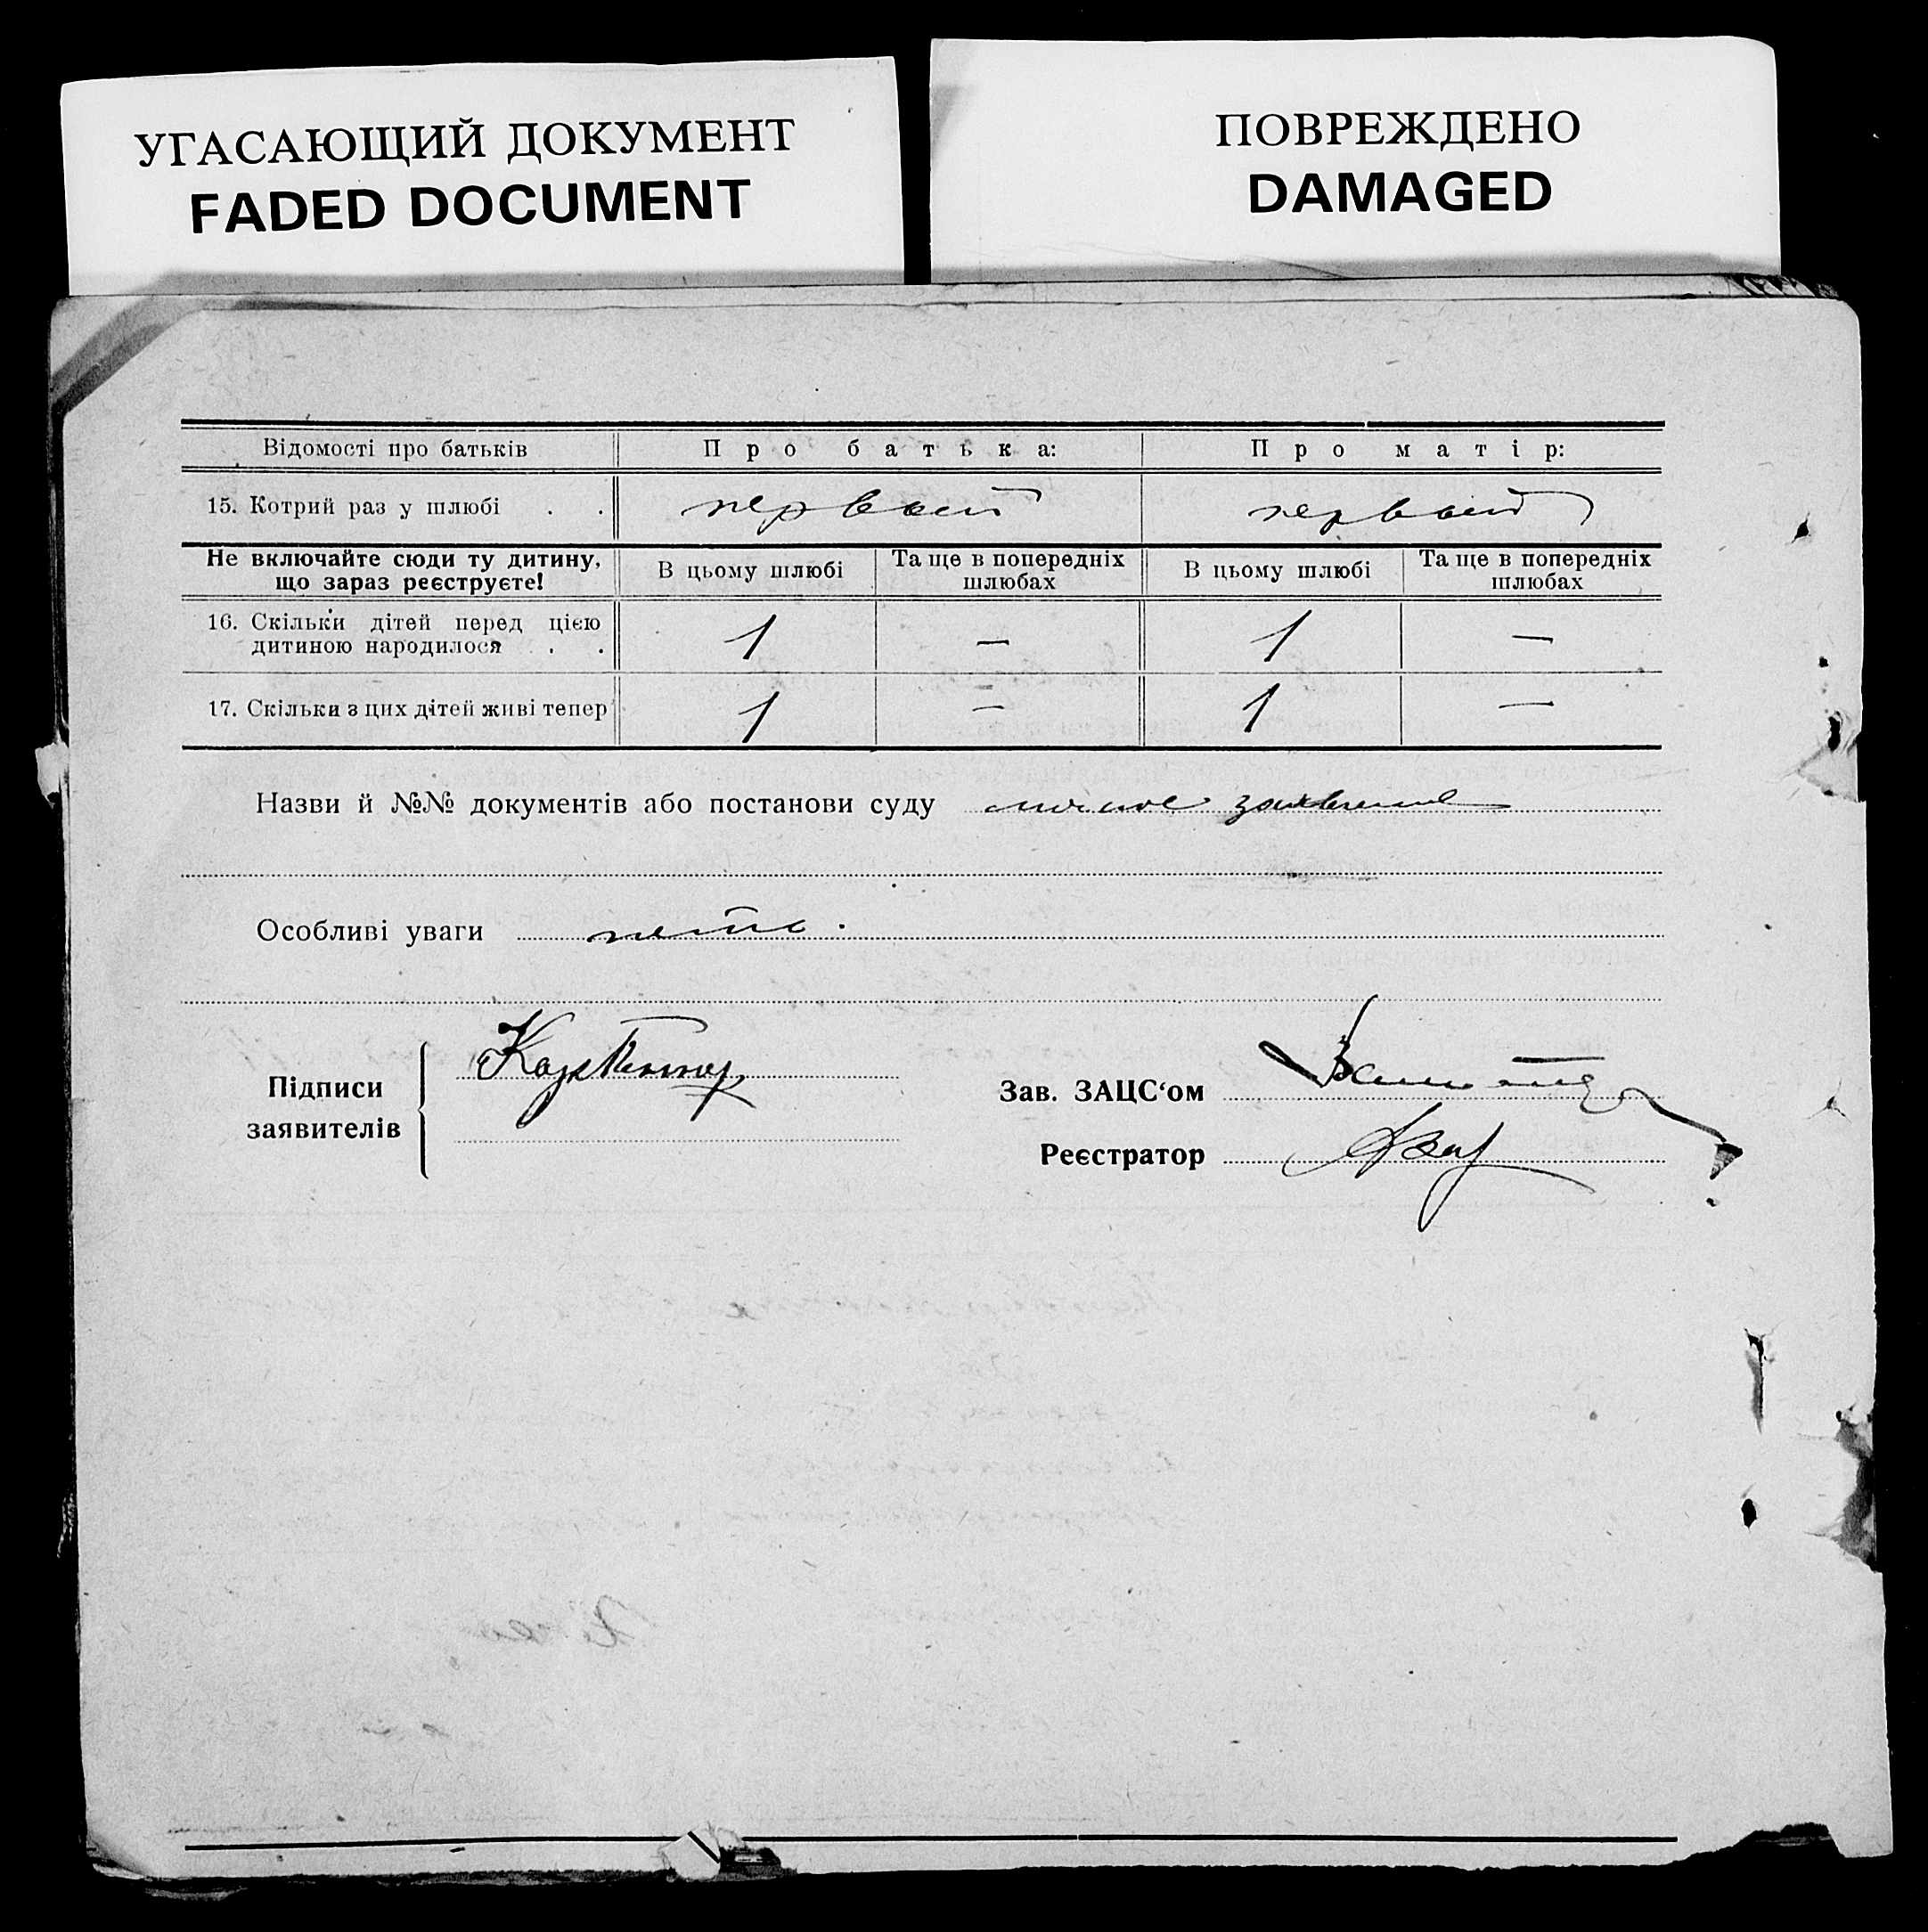 УГАСАЮЩИЙ ДОКУМЕНТ
FADED DOCUMENT
ПОВРЕЖДЕНО
DAMAGED
Відомості про батьків Про батька: Про матір:
15. Котрий раз у шлюбі . . первый первый
Не включайте сюди ту дитину, що зараз реєструєте! В цьому шлюбі Та ще в попередніх шлюбах В цьому шлюбі Та ще в попередніх шлюбах
16. Скільки дітей перед цією
дитиною народилося . . 1 — 1 —
17. Скільки з цих дітей живі тепер 1 — 1 —
Назви й №№ документів або постанови суду личное заявление
Особливі уваги
Підписи
заявителів
Зав. ЗАЦС‘ом
Реєстратор